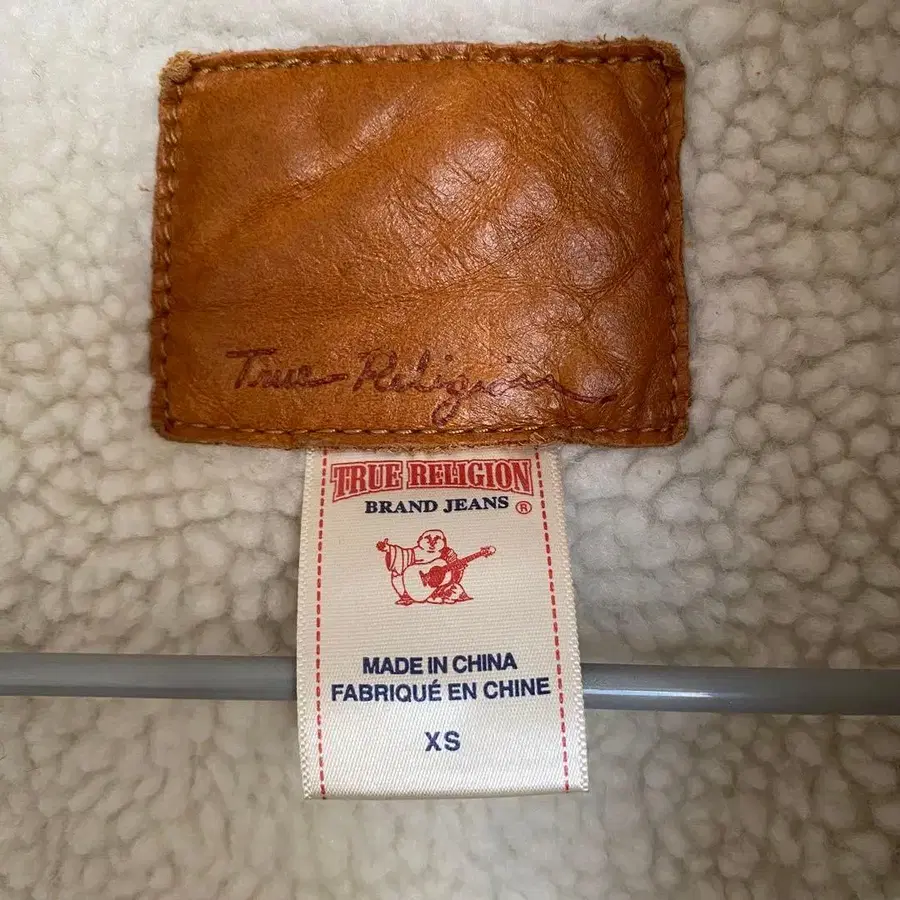 True Religion
TRUE RELIGION
BRAND JEANS ®
MADE IN CHINA
FABRIQUÉ EN CHINE
XS